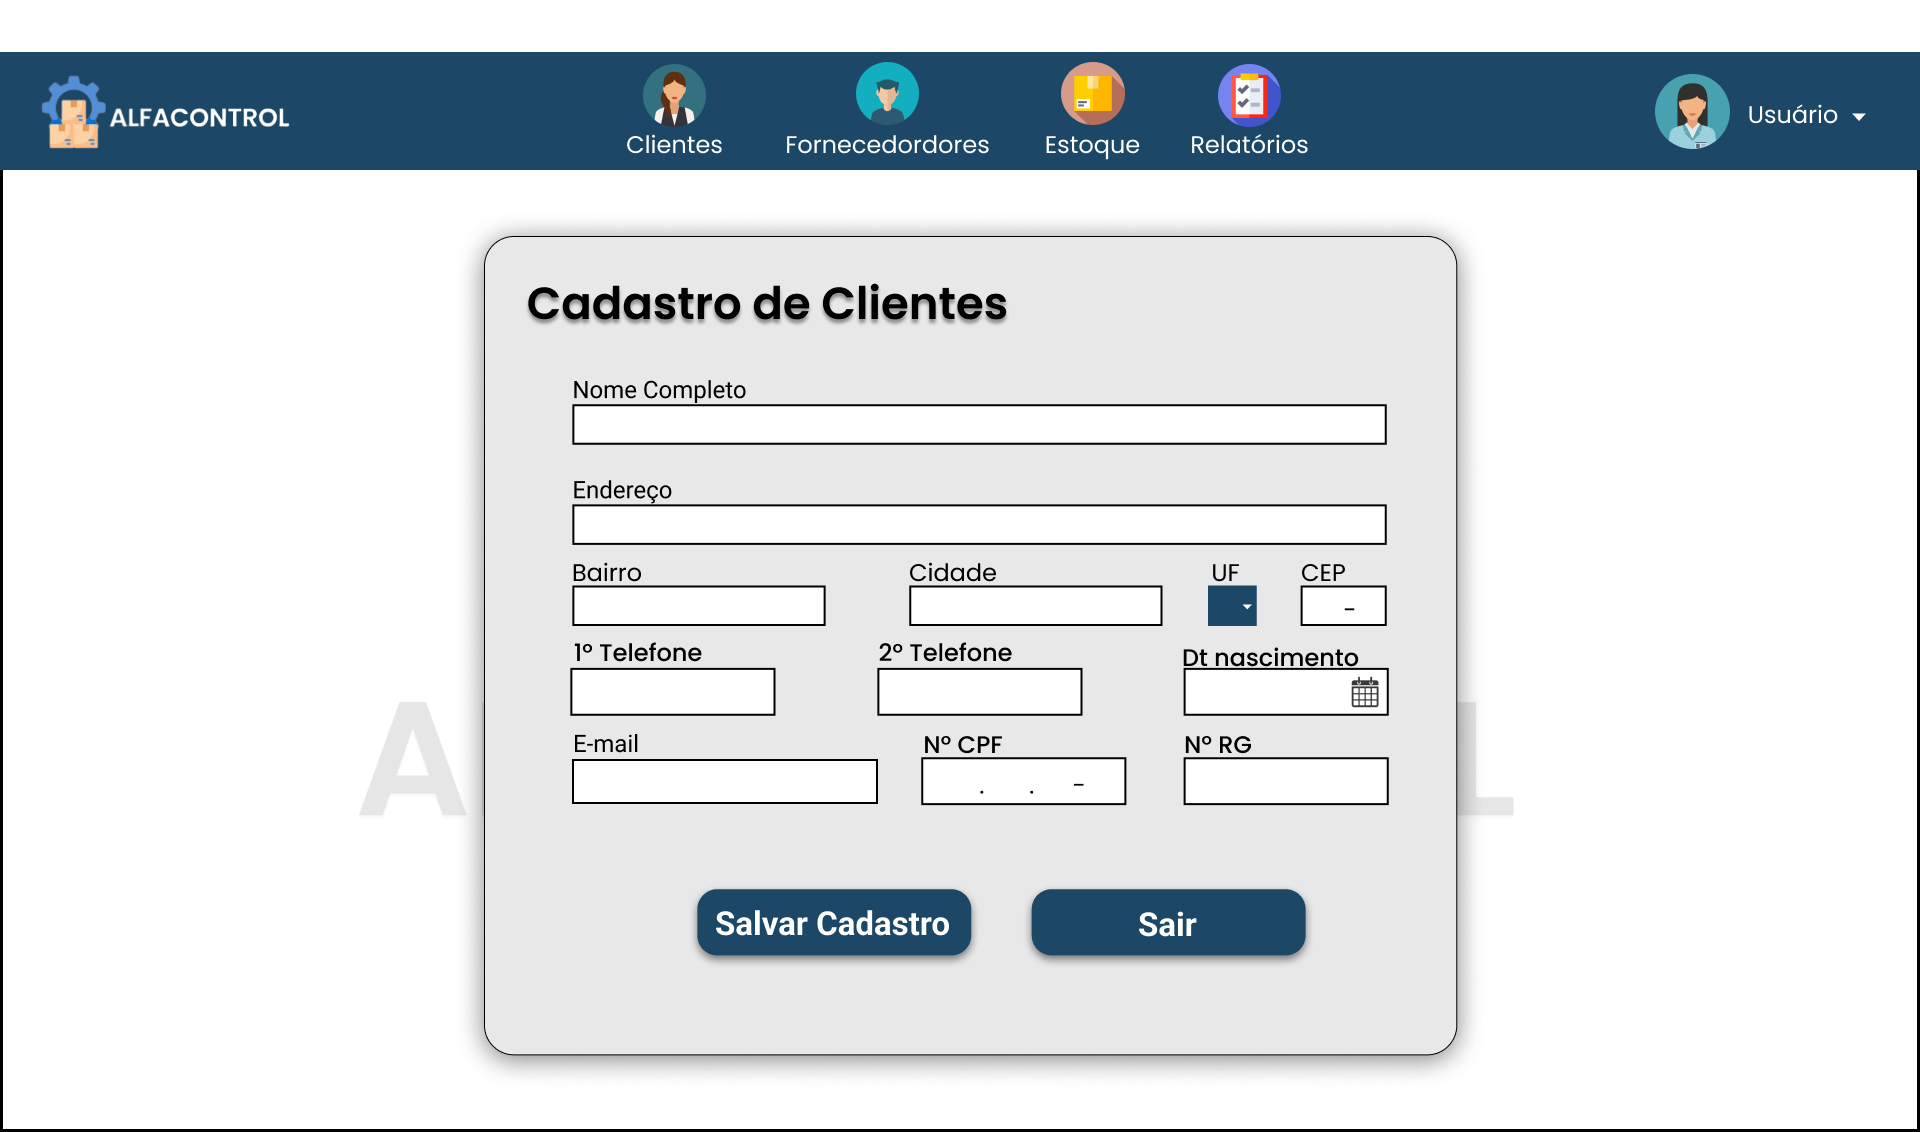 ALFACONTROL
Clientes
Fornecedordores
Estoque
Relatórios
Usuário
Cadastro de Clientes
Nome Completo
Endereço
Bairro
Cidade
UF
CEP
-
1º Telefone
2º Telefone
Dt nascimento
E-mail
Nº CPF
Nº RG
. . -
A
L
Salvar Cadastro
Sair